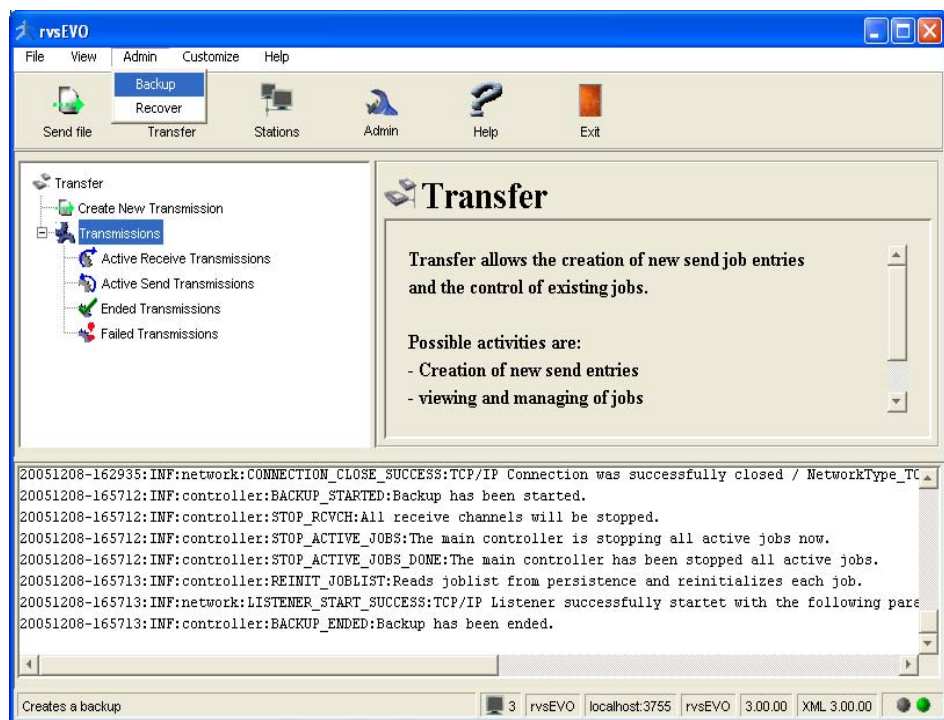 rvsEVO
File View Admin Customize Help
Backup
Recover
Send file Transfer Stations Admin Help Exit
Transfer
Create New Transmission
Transmissions
Active Receive Transmissions
Active Send Transmissions
Ended Transmissions
Failed Transmissions
Transfer
Transfer allows the creation of new send job entries
and the control of existing jobs.
Possible activities are:
- Creation of new send entries
- viewing and managing of jobs
20051208-162935:INF:network:CONNECTION_CLOSE_SUCCESS:TCP/IP Connection was successfully closed / NetworkType_TC
20051208-165712:INF:controller:BACKUP_STARTED:Backup has been started.
20051208-165712:INF:controller:STOP_RCVCH:All receive channels will be stopped.
20051208-165712:INF:controller:STOP_ACTIVE_JOBS:The main controller is stopping all active jobs now.
20051208-165712:INF:controller:STOP_ACTIVE_JOBS_DONE:The main controller has been stopped all active jobs.
20051208-165713:INF:controller:REINIT_JOBLIST:Reads joblist from persistence and reinitializes each job.
20051208-165713:INF:network:LISTENER_START_SUCCESS:TCP/IP Listener successfully startet with the following para
20051208-165713:INF:controller:BACKUP_ENDED:Backup has been ended.
Creates a backup 3 rvsEVO localhost:3755 rvsEVO 3.00.00 XML 3.00.00